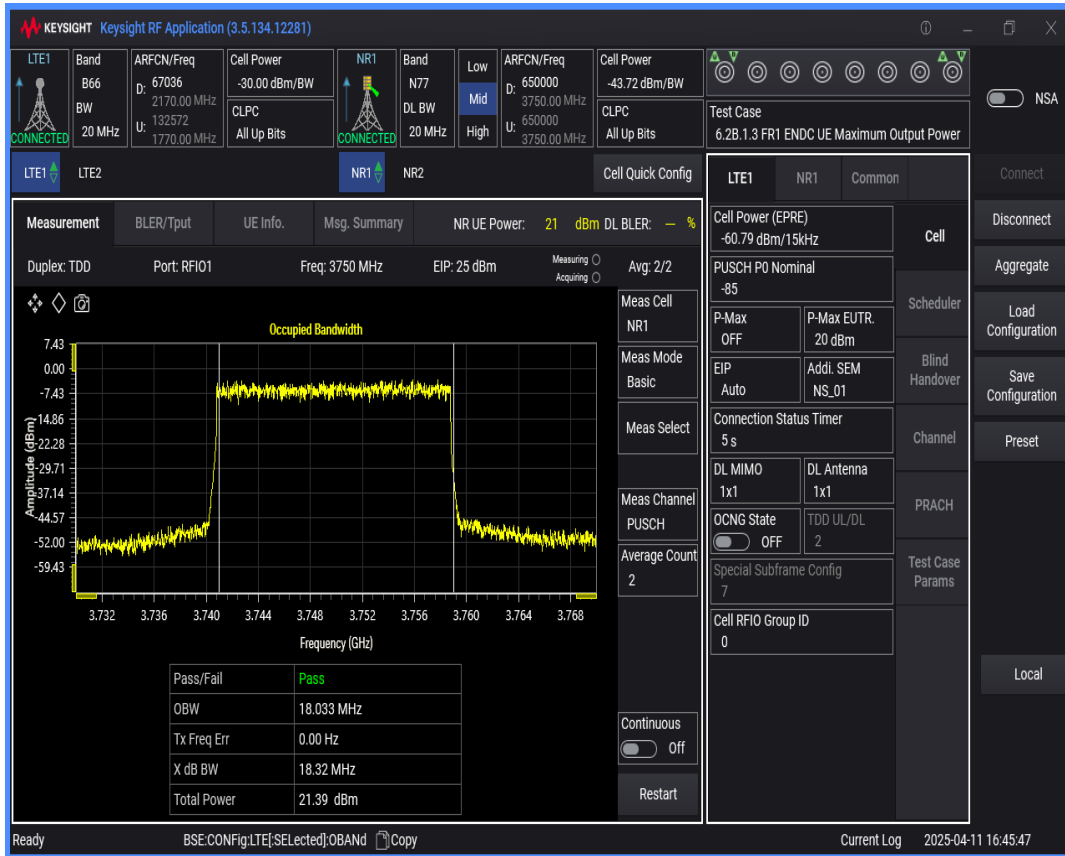 KEYSIGHT Keysight RF Application (3.5.134.12281)
LTE1
CONNECTED
Band
B66
BW
20 MHz
ARFCN/Freq
D: 67036
2170.00 MHz
U: 132572
1770.00 MHz
Cell Power
-30.00 dBm/BW
CLPC
All Up Bits
NR1
CONNECTED
Band
N77
DL BW
20 MHz
Low
Mid
High
ARFCN/Freq
D: 650000
3750.00 MHz
U: 650000
3750.00 MHz
Cell Power
-43.72 dBm/BW
CLPC
All Up Bits
Test Case
6.2B.1.3 FR1 ENDC UE Maximum Output Power
NSA
LTE1 LTE2 NR1 NR2 Cell Quick Config
Measurement BLER/Tput UE Info. Msg. Summary NR UE Power: 21 dBm DL BLER: — %
Duplex: TDD Port: RFIO1 Freq: 3750 MHz EIP: 25 dBm Measuring Acquiring Avg: 2/2
Occupied Bandwidth
Amplitude (dBm)
7.43
0.00
-7.43
-14.86
-22.28
-29.71
-37.14
-44.57
-52.00
-59.43
3.732 3.736 3.740 3.744 3.748 3.752 3.756 3.760 3.764 3.768
Frequency (GHz)
Pass/Fail Pass
OBW 18.033 MHz
Tx Freq Err 0.00 Hz
X dB BW 18.32 MHz
Total Power 21.39 dBm
Meas Cell
NR1
Meas Mode
Basic
Meas Select
Meas Channel
PUSCH
Average Count
2
Continuous
Off
Restart
LTE1 NR1 Common
Cell Power (EPRE)
-60.79 dBm/15kHz
PUSCH P0 Nominal
-85
P-Max
OFF
P-Max EUTR.
20 dBm
EIP
Auto
Addi. SEM
NS_01
Connection Status Timer
5 s
DL MIMO
1x1
DL Antenna
1x1
OCNG State
OFF
TDD UL/DL
2
Special Subframe Config
7
Cell RFIO Group ID
0
Cell
Scheduler
Blind
Handover
Channel
PRACH
Test Case
Params
Connect
Disconnect
Aggregate
Load
Configuration
Save
Configuration
Preset
Local
Ready BSE:CONFig:LTE[:SELected]:OBANd Copy Current Log 2025-04-11 16:45:47